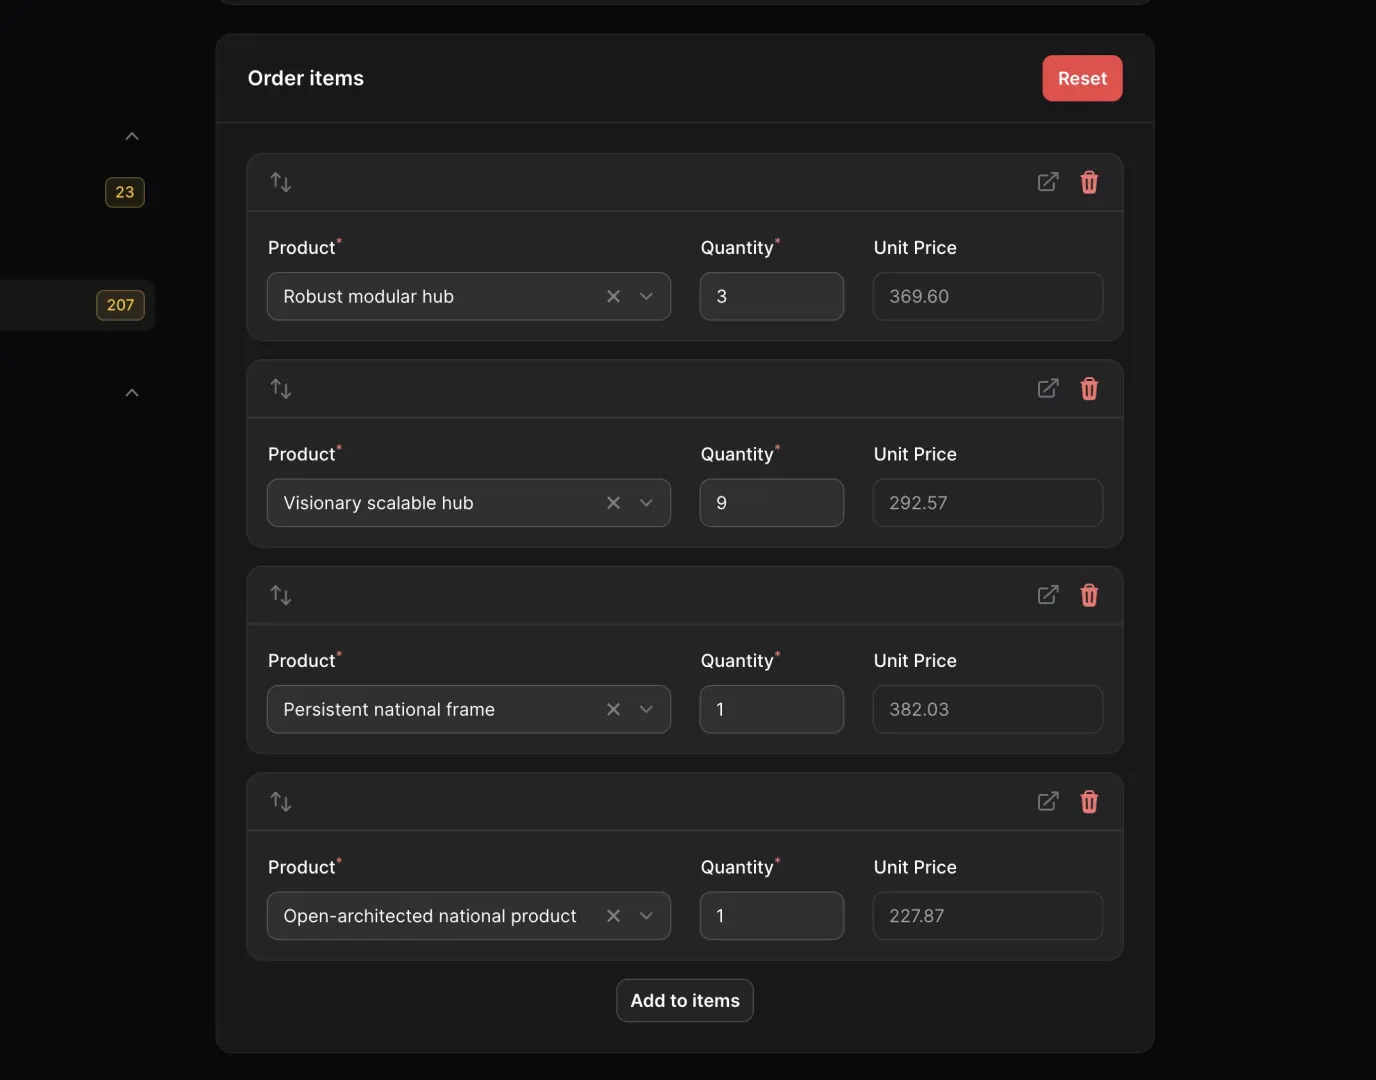 Order items
Reset
23
207
Product* Quantity* Unit Price
Robust modular hub 3 369.60
Product* Quantity* Unit Price
Visionary scalable hub 9 292.57
Product* Quantity* Unit Price
Persistent national frame 1 382.03
Product* Quantity* Unit Price
Open-architected national product 1 227.87
Add to items